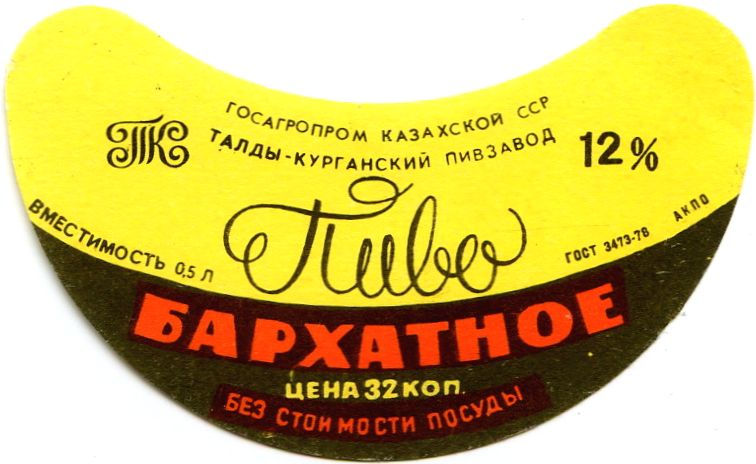 ГОСАГРОПРОМ КАЗАХСКОЙ ССР
ТК ТАЛДЫ-КУРГАНСКИЙ ПИВЗАВОД 12%
Пиво
ВМЕСТИМОСТЬ 0,5 Л
ГОСТ 3473-78 АКПО
БАРХАТНОЕ
ЦЕНА 32 КОП.
БЕЗ СТОИМОСТИ ПОСУДЫ